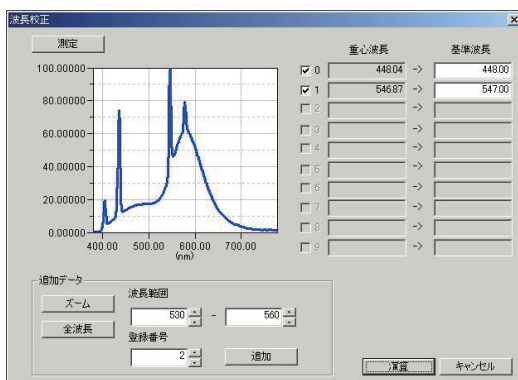 波長校正
測定
重心波長 基準波長
100.00000
80.00000
60.00000
40.00000
20.00000
0.00000
400.00 500.00 600.00 700.00
(nm)
0 448.04 -> 448.00
1 546.87 -> 547.00
2 ->
3 ->
4 ->
5 ->
6 ->
7 ->
8 ->
9 ->
追加データ
ズーム
全波長
波長範囲
530 - 560
登録番号
2 追加
演算 キャンセル